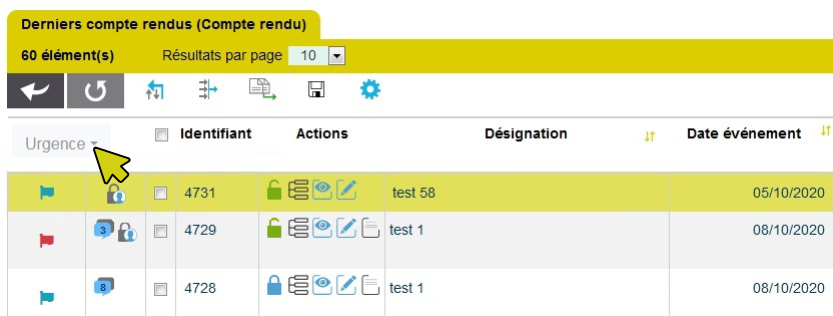 Derniers compte rendus (Compte rendu)
60 élément(s) Résultats par page 10
Urgence Identifiant Actions Désignation Date événement
4731 test 58 05/10/2020
3 4729 test 1 08/10/2020
8 4728 test 1 08/10/2020